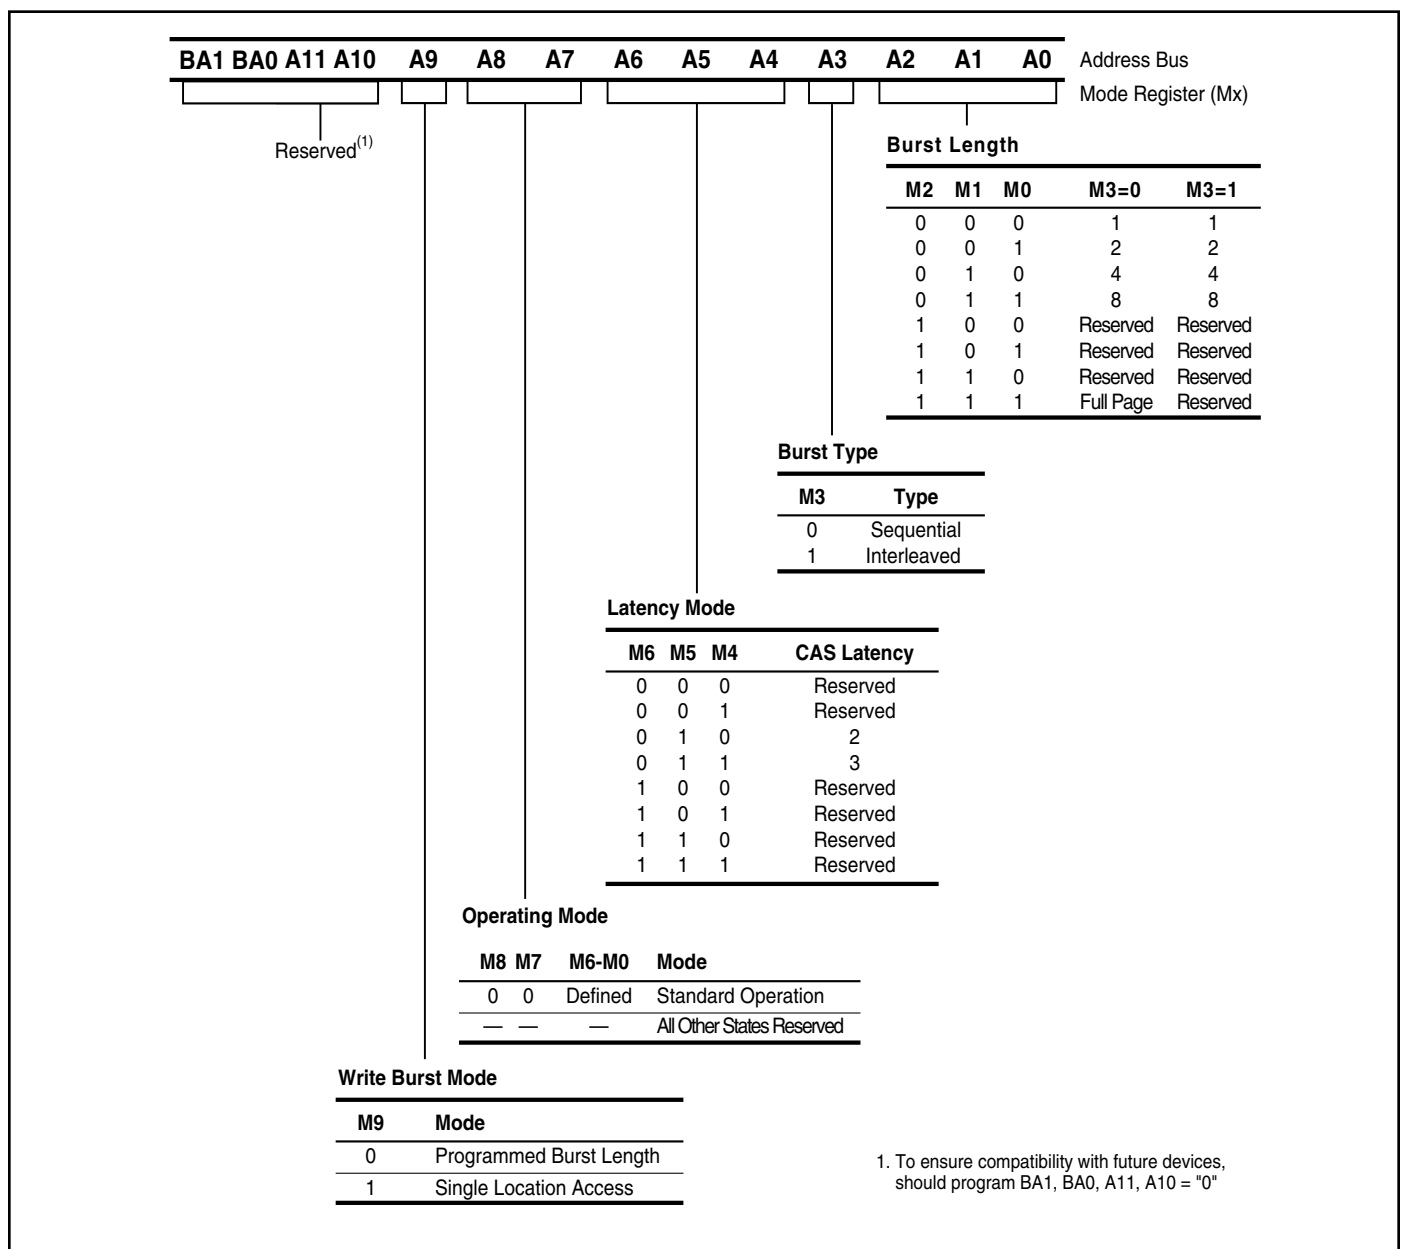 BA1 BA0 A11 A10 A9 A8 A7 A6 A5 A4 A3 A2 A1 A0 Address Bus
Mode Register (Mx)
Reserved(1)
Burst Length
M2 M1 M0 M3=0 M3=1
0 0 0 1 1
0 0 1 2 2
0 1 0 4 4
0 1 1 8 8
1 0 0 Reserved Reserved
1 0 1 Reserved Reserved
1 1 0 Reserved Reserved
1 1 1 Full Page Reserved
Burst Type
M3 Type
0 Sequential
1 Interleaved
Latency Mode
M6 M5 M4 CAS Latency
0 0 0 Reserved
0 0 1 Reserved
0 1 0 2
0 1 1 3
1 0 0 Reserved
1 0 1 Reserved
1 1 0 Reserved
1 1 1 Reserved
Operating Mode
M8 M7 M6-M0 Mode
0 0 Defined Standard Operation
— — — All Other States Reserved
Write Burst Mode
M9 Mode
0 Programmed Burst Length
1 Single Location Access
1. To ensure compatibility with future devices,
should program BA1, BA0, A11, A10 = "0"